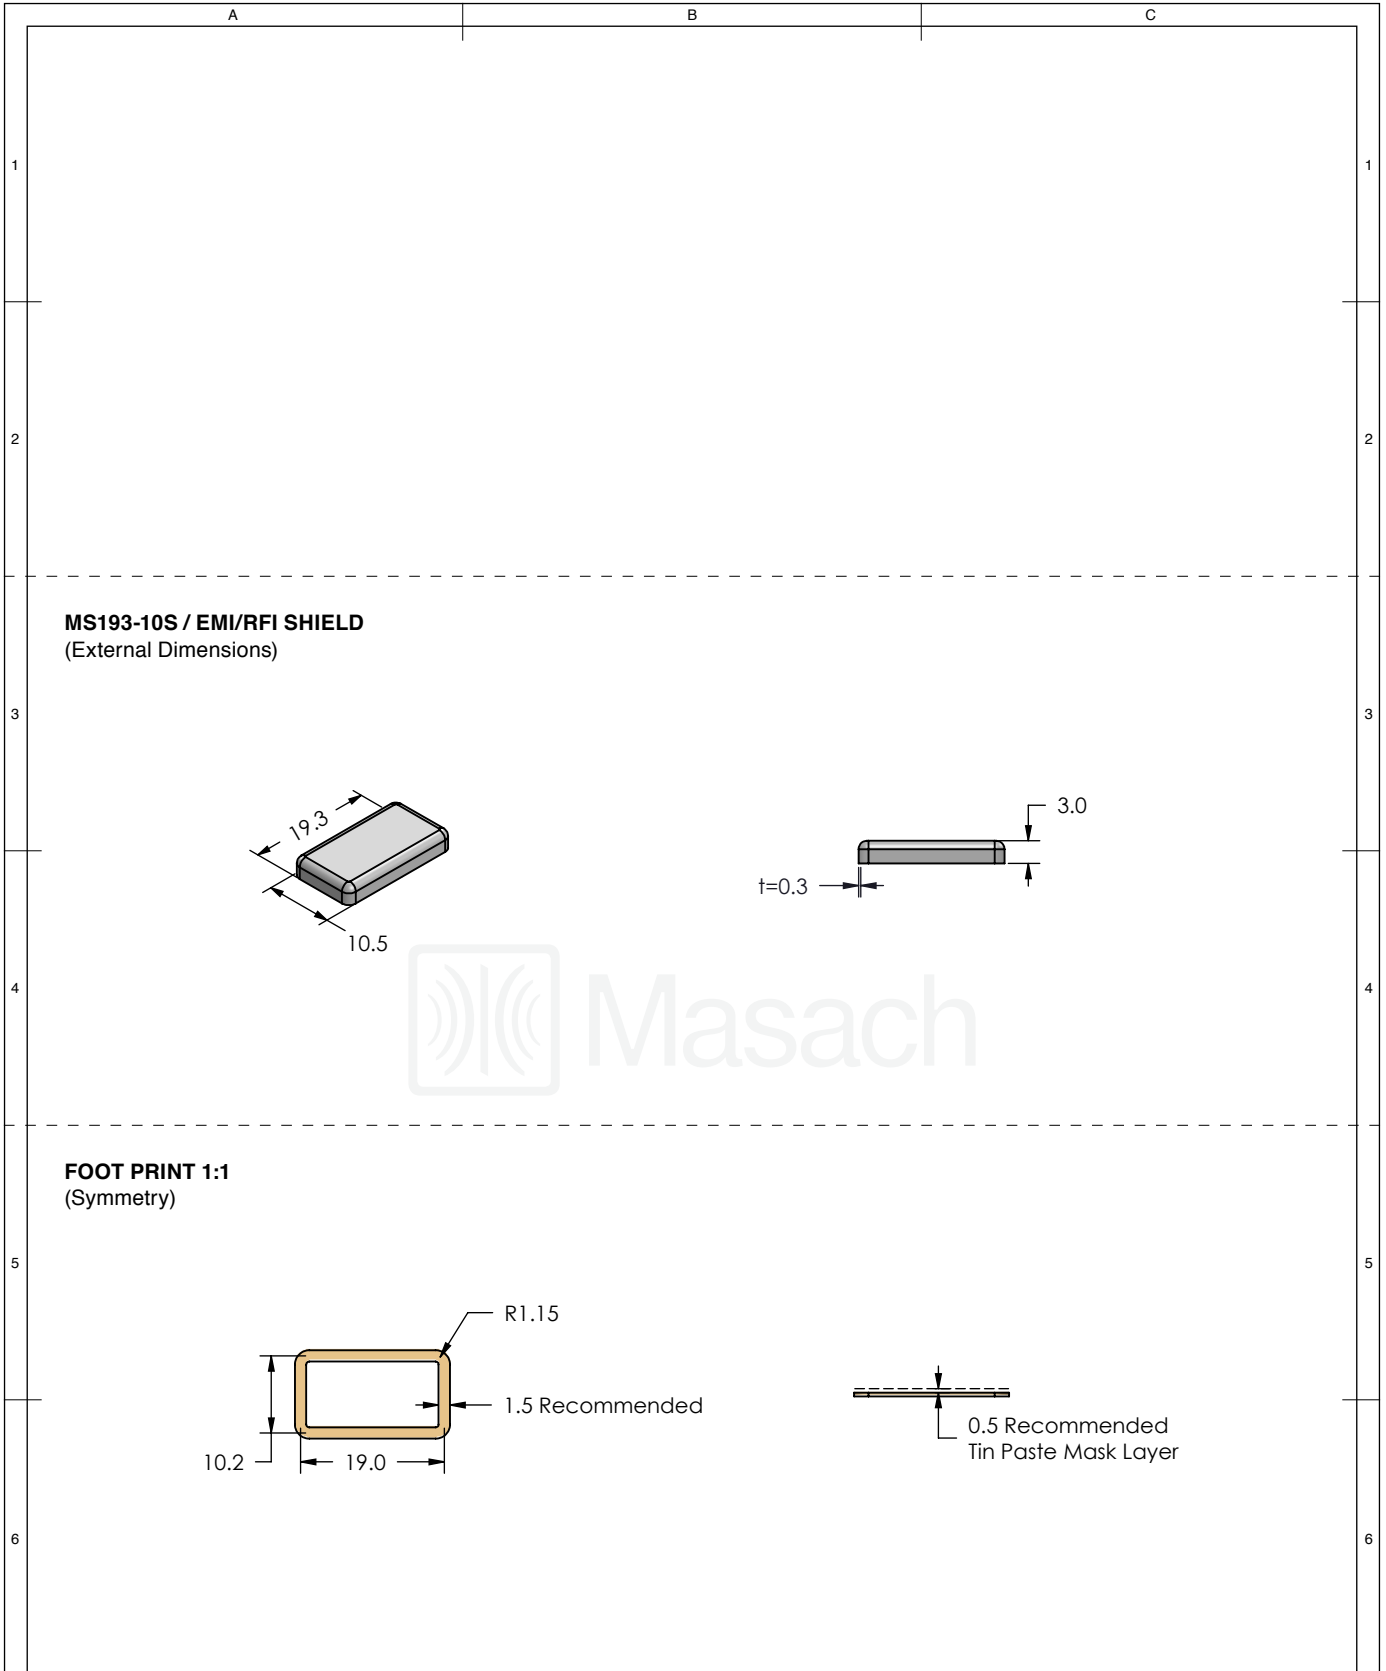 A
B
C
1
1
2
2
MS193-10S / EMI/RFI SHIELD
(External Dimensions)
3
3
19.3
10.5
3.0
t=0.3
Masach
4
4
FOOT PRINT 1:1
(Symmetry)
5
5
R1.15
1.5 Recommended
10.2
19.0
0.5 Recommended
Tin Paste Mask Layer
6
6